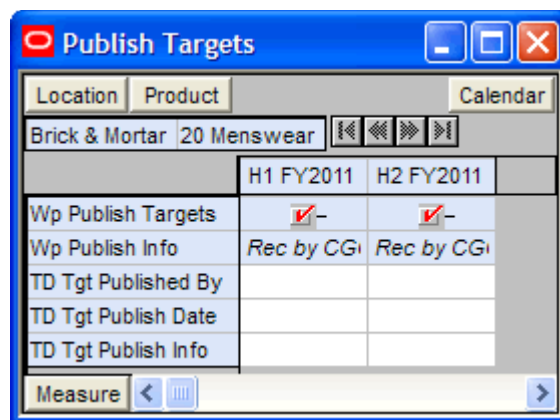 Publish Targets
Location Product Calendar
Brick & Mortar 20 Menswear
H1 FY2011 H2 FY2011
Wp Publish Targets – –
Wp Publish Info Rec by CG Rec by CG
TD Tgt Published By
TD Tgt Publish Date
TD Tgt Publish Info
Measure